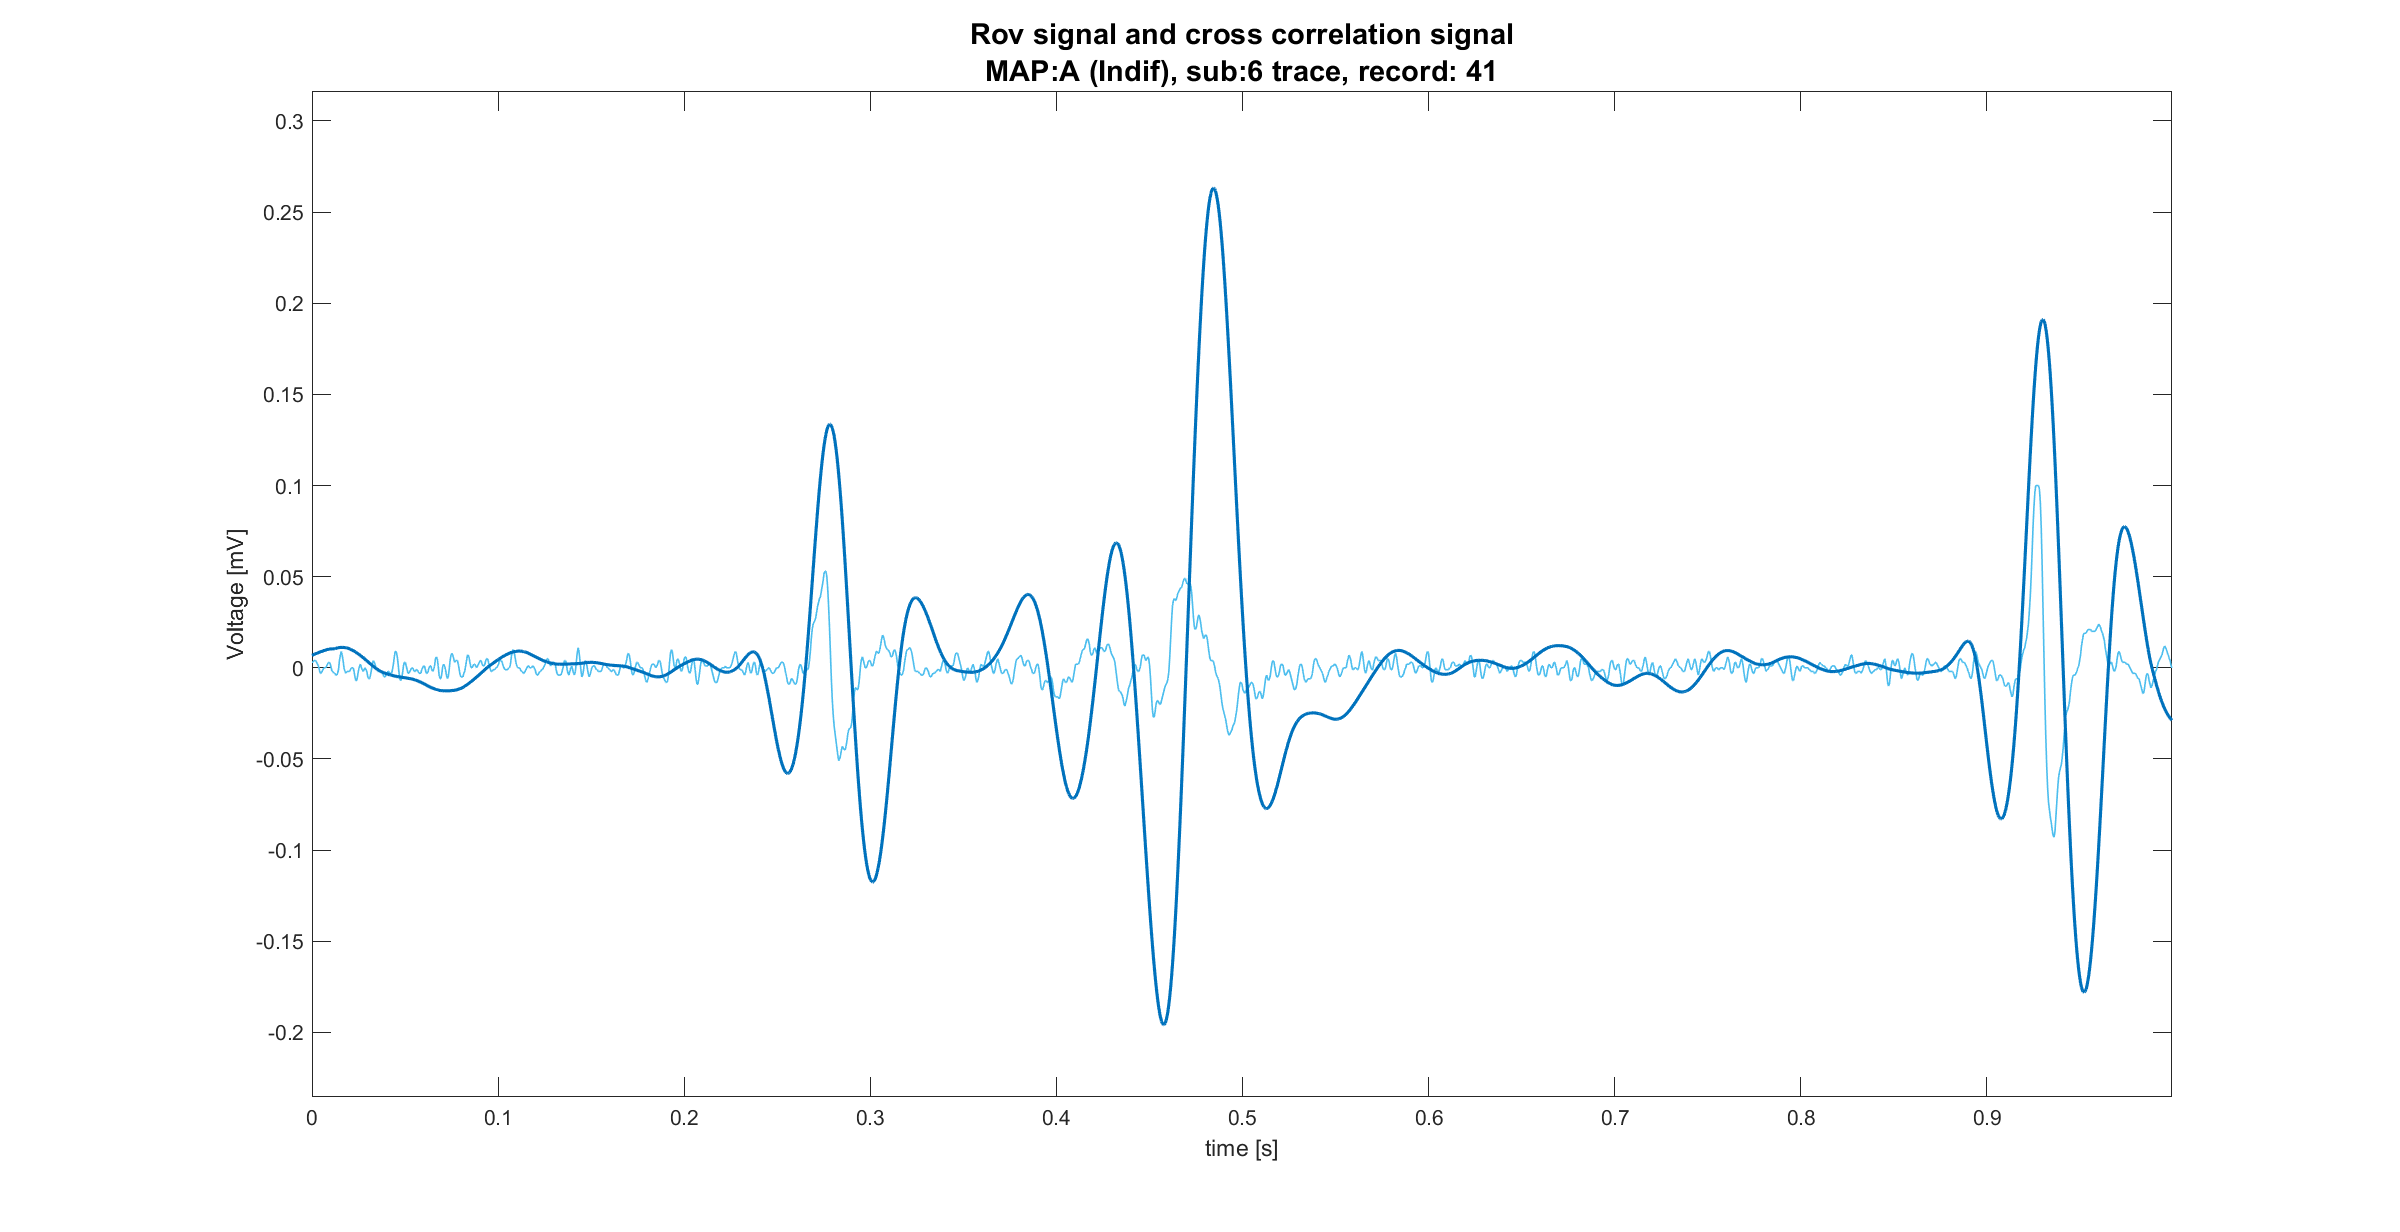 Rov signal and cross correlation signal
MAP:A (Indif), sub:6 trace, record: 41
0.3
0.25
0.2
0.15
0.1
0.05
0
-0.05
-0.1
-0.15
-0.2
Voltage [mV]
0 0.1 0.2 0.3 0.4 0.5 0.6 0.7 0.8 0.9
time [s]